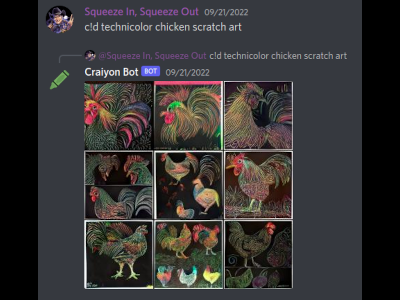 Squeeze In, Squeeze Out 09/21/2022
c!d technicolor chicken scratch art
@Squeeze In, Squeeze Out c!d technicolor chicken scratch art
Craiyon Bot BOT 09/21/2022